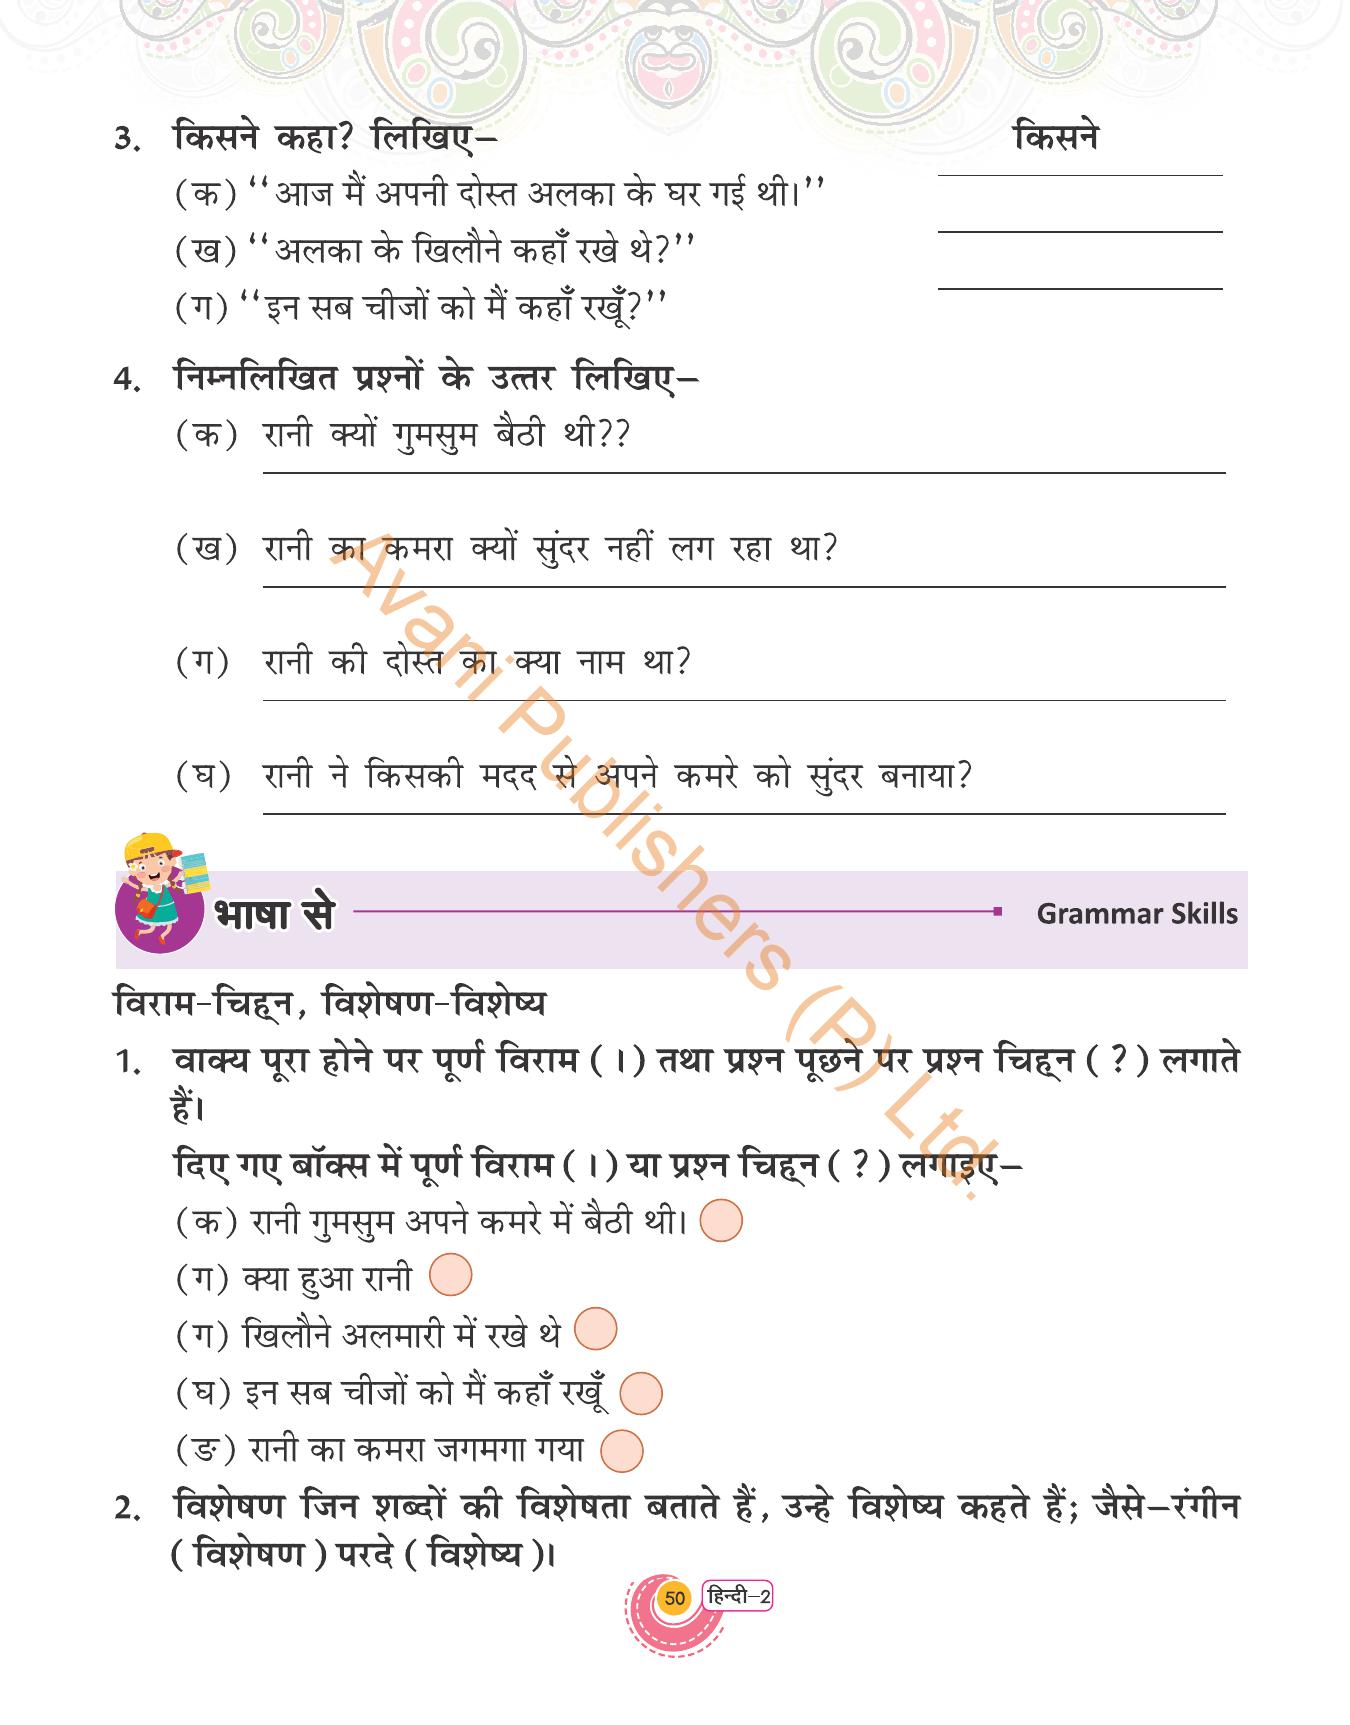 3. किसने कहा? लिखिए– किसने
(क) ‘‘आज मैं अपनी दोस्त अलका के घर गई थी।’’
(ख) ‘‘अलका के खिलौने कहाँ रखे थे?’’
(ग) ‘‘इन सब चीजों को मैं कहाँ रखूँ?’’
4. निम्नलिखित प्रश्नों के उत्तर लिखिए–
(क) रानी क्यों गुमसुम बैठी थी??
(ख) रानी का कमरा क्यों सुंदर नहीं लग रहा था?
(ग) रानी की दोस्त का क्या नाम था?
(घ) रानी ने किसकी मदद से अपने कमरे को सुंदर बनाया?
Avani Publishers (P) Ltd.
भाषा से Grammar Skills
विराम-चिह्न, विशेषण-विशेष्य
1. वाक्य पूरा होने पर पूर्ण विराम (।) तथा प्रश्न पूछने पर प्रश्न चिह्न (?) लगाते
हैं।
दिए गए बॉक्स में पूर्ण विराम (।) या प्रश्न चिह्न (?) लगाइए–
(क) रानी गुमसुम अपने कमरे में बैठी थी।
(ग) क्या हुआ रानी
(ग) खिलौने अलमारी में रखे थे
(घ) इन सब चीजों को मैं कहाँ रखूँ
(ङ) रानी का कमरा जगमगा गया
2. विशेषण जिन शब्दों की विशेषता बताते हैं, उन्हे विशेष्य कहते हैं; जैसे–रंगीन
(विशेषण) परदे (विशेष्य)।
50 हिन्दी–2